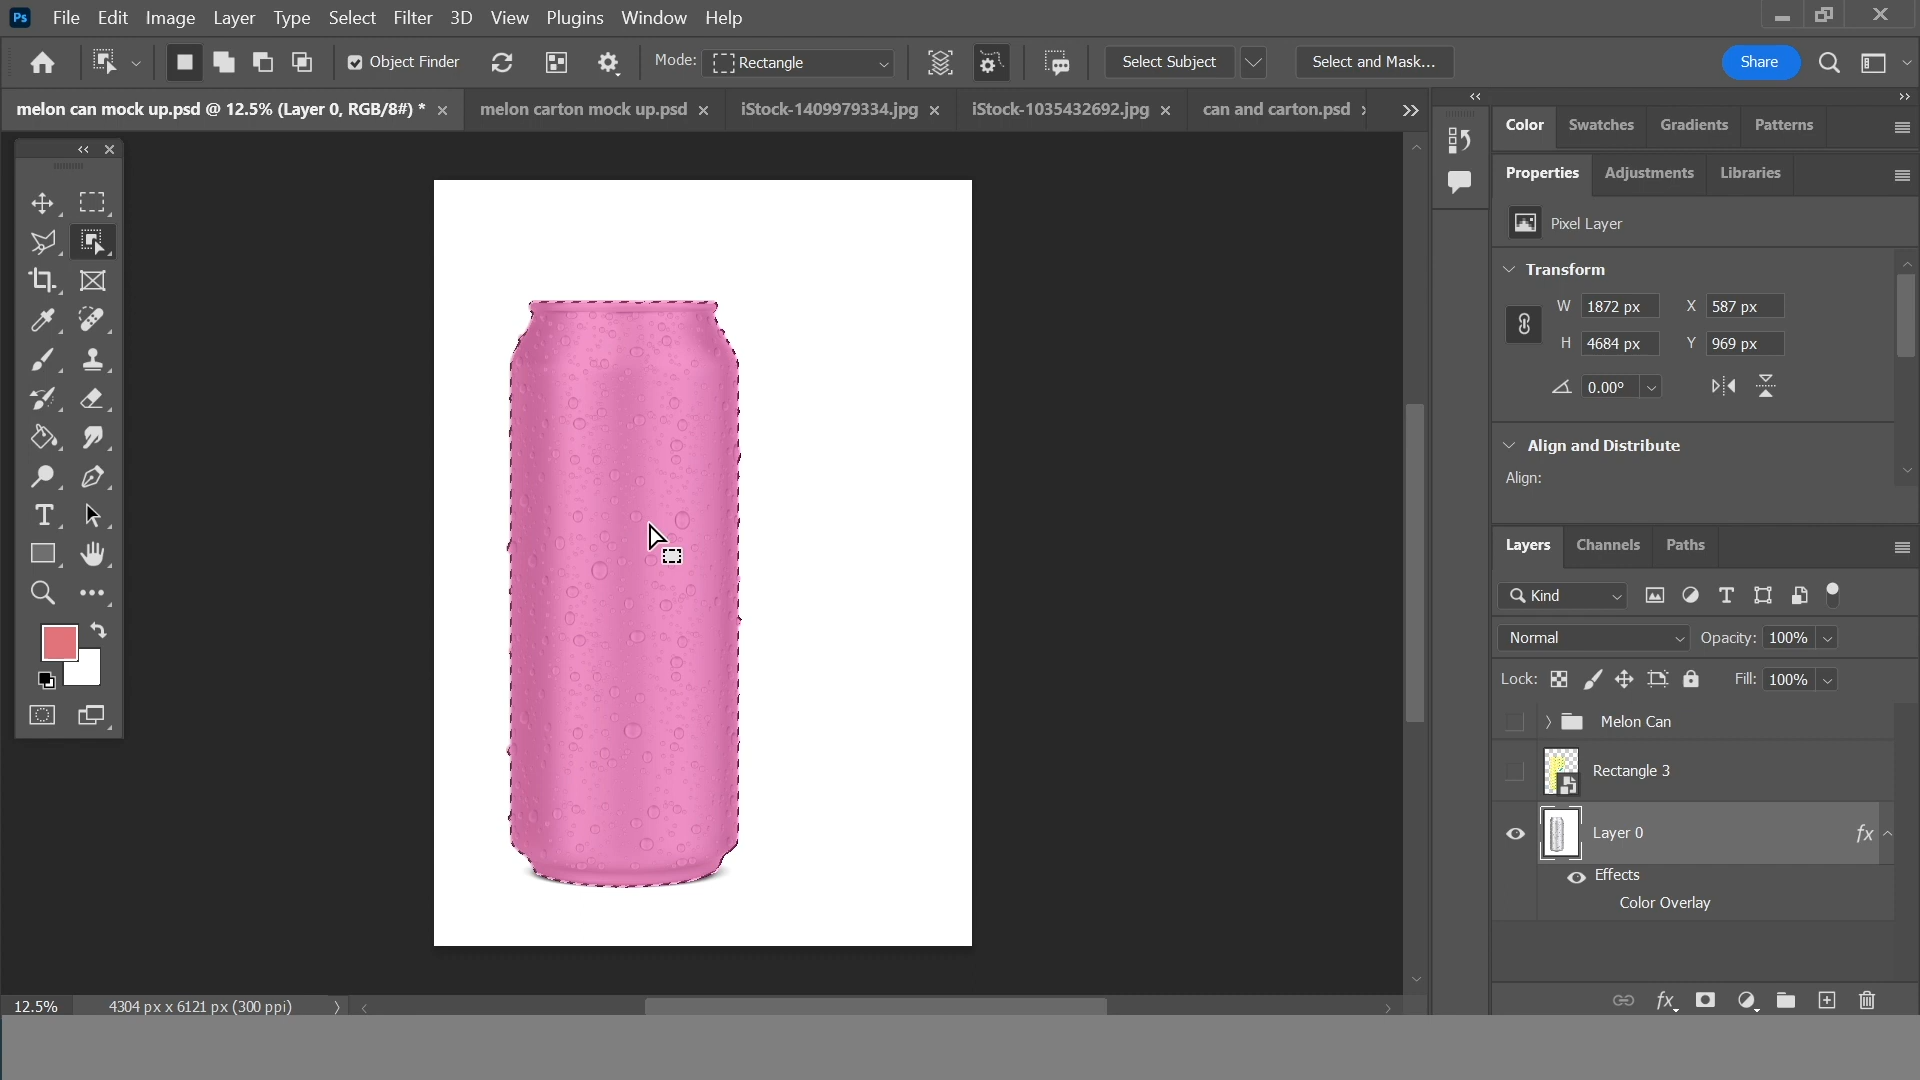 Ps File Edit Image Layer Type Select Filter 3D View Plugins Window Help
Object Finder Mode: Rectangle Select Subject Select and Mask... Share
melon can mock up.psd @ 12.5% (Layer 0, RGB/8#) * melon carton mock up.psd iStock-1409979334.jpg iStock-1035432692.jpg can and carton.psd
Color Swatches Gradients Patterns
Properties Adjustments Libraries
Pixel Layer
Transform
W 1872 px X 587 px
H 4684 px Y 969 px
0.00°
Align and Distribute
Align:
Layers Channels Paths
Kind
Normal Opacity: 100%
Lock: Fill: 100%
Melon Can
Rectangle 3
Layer 0 fx
Effects
Color Overlay
12.5% 4304 px x 6121 px (300 ppi)
fx